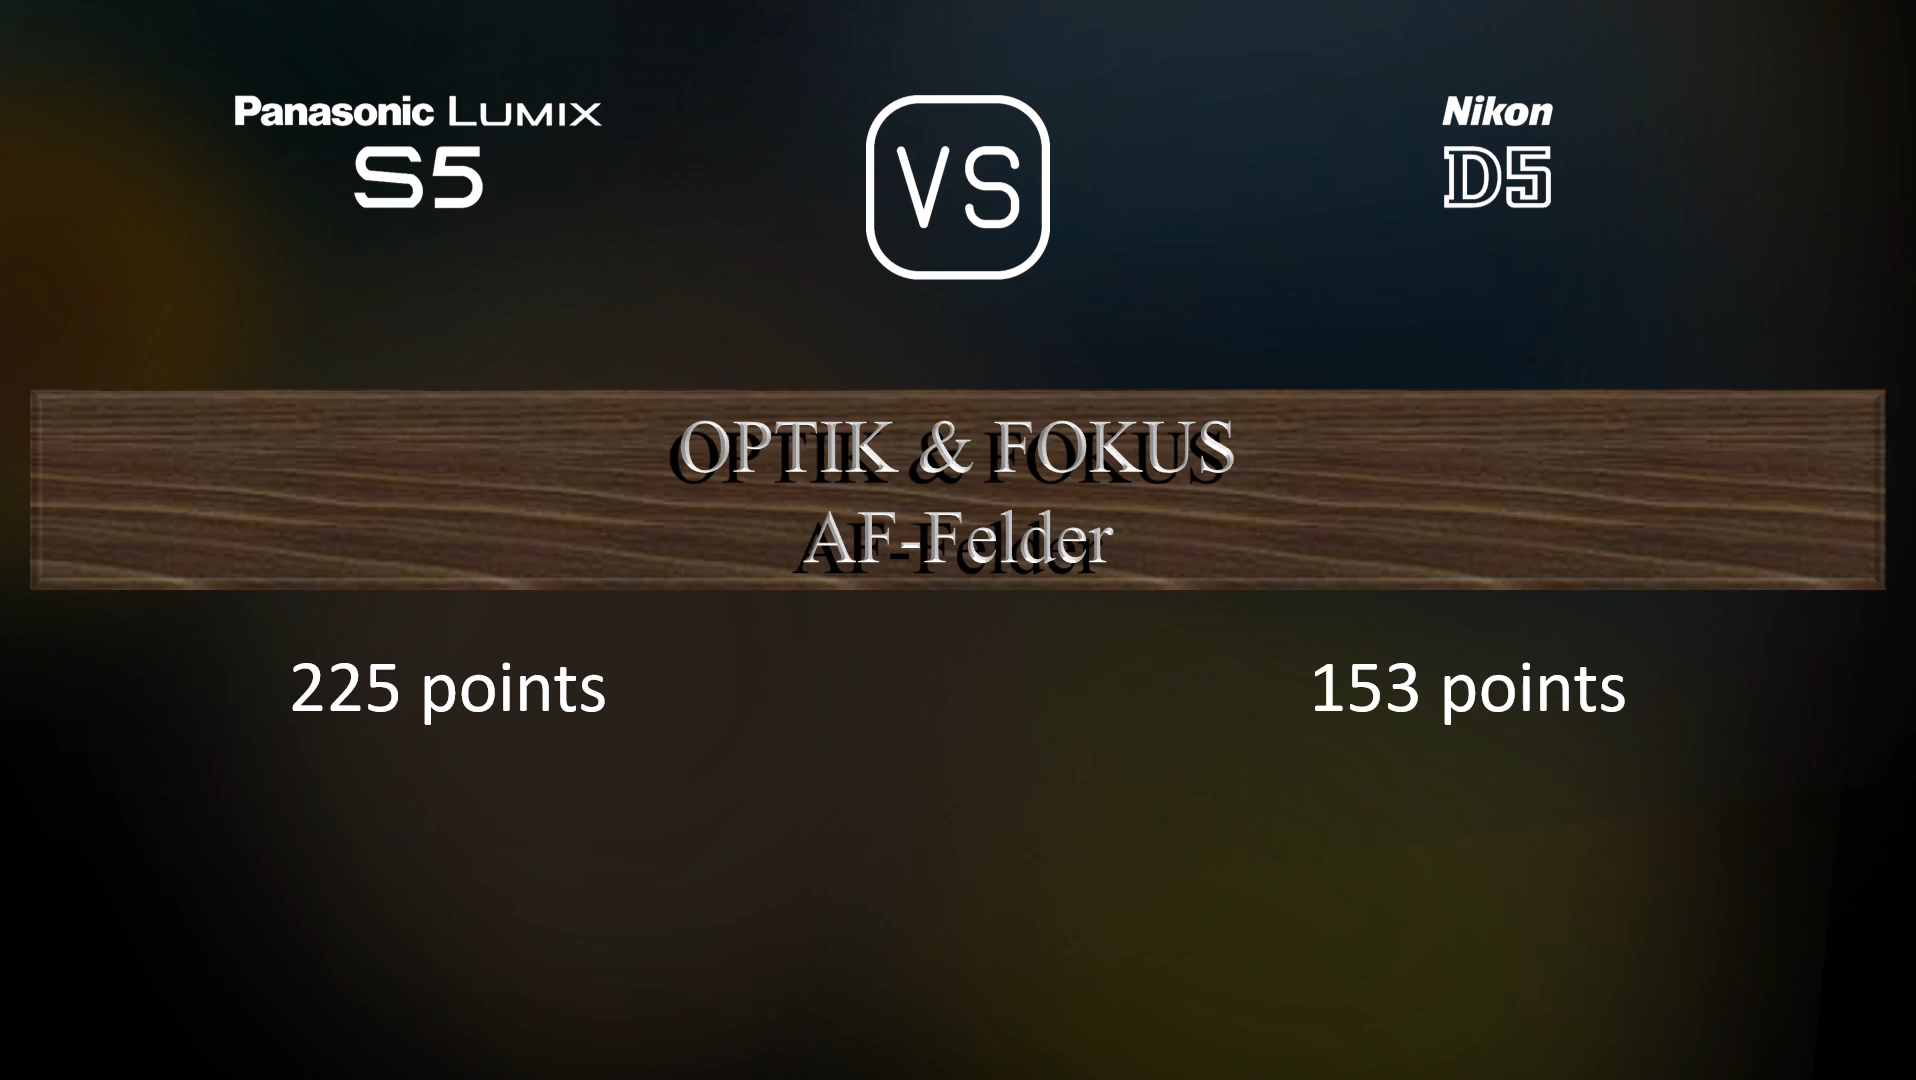 Panasonic LUMIX
S5
VS
Nikon
D5
OPTIK & FOKUS
AF-Felder
225 points
153 points